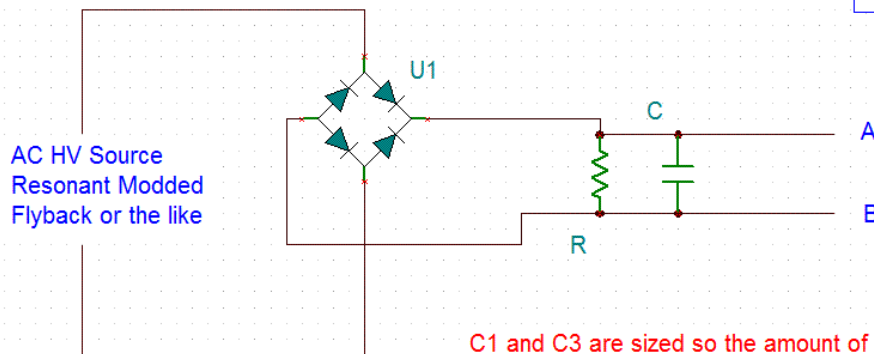 U1
C
A
AC HV Source
Resonant Modded
Flyback or the like
R
C1 and C3 are sized so the amount of